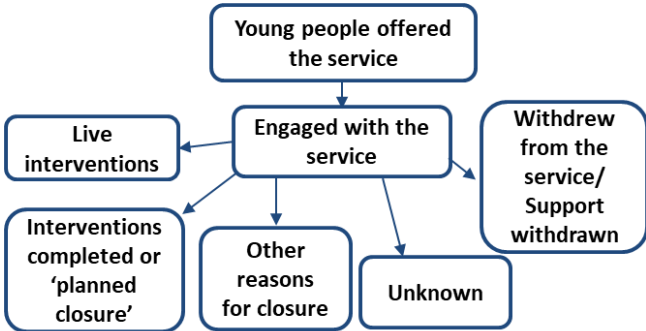 Young people offered
the service
Engaged with the
service
Live
interventions
Withdrew
from the
service/
Support
withdrawn
Interventions
completed or
‘planned
closure’
Other
reasons
for closure
Unknown